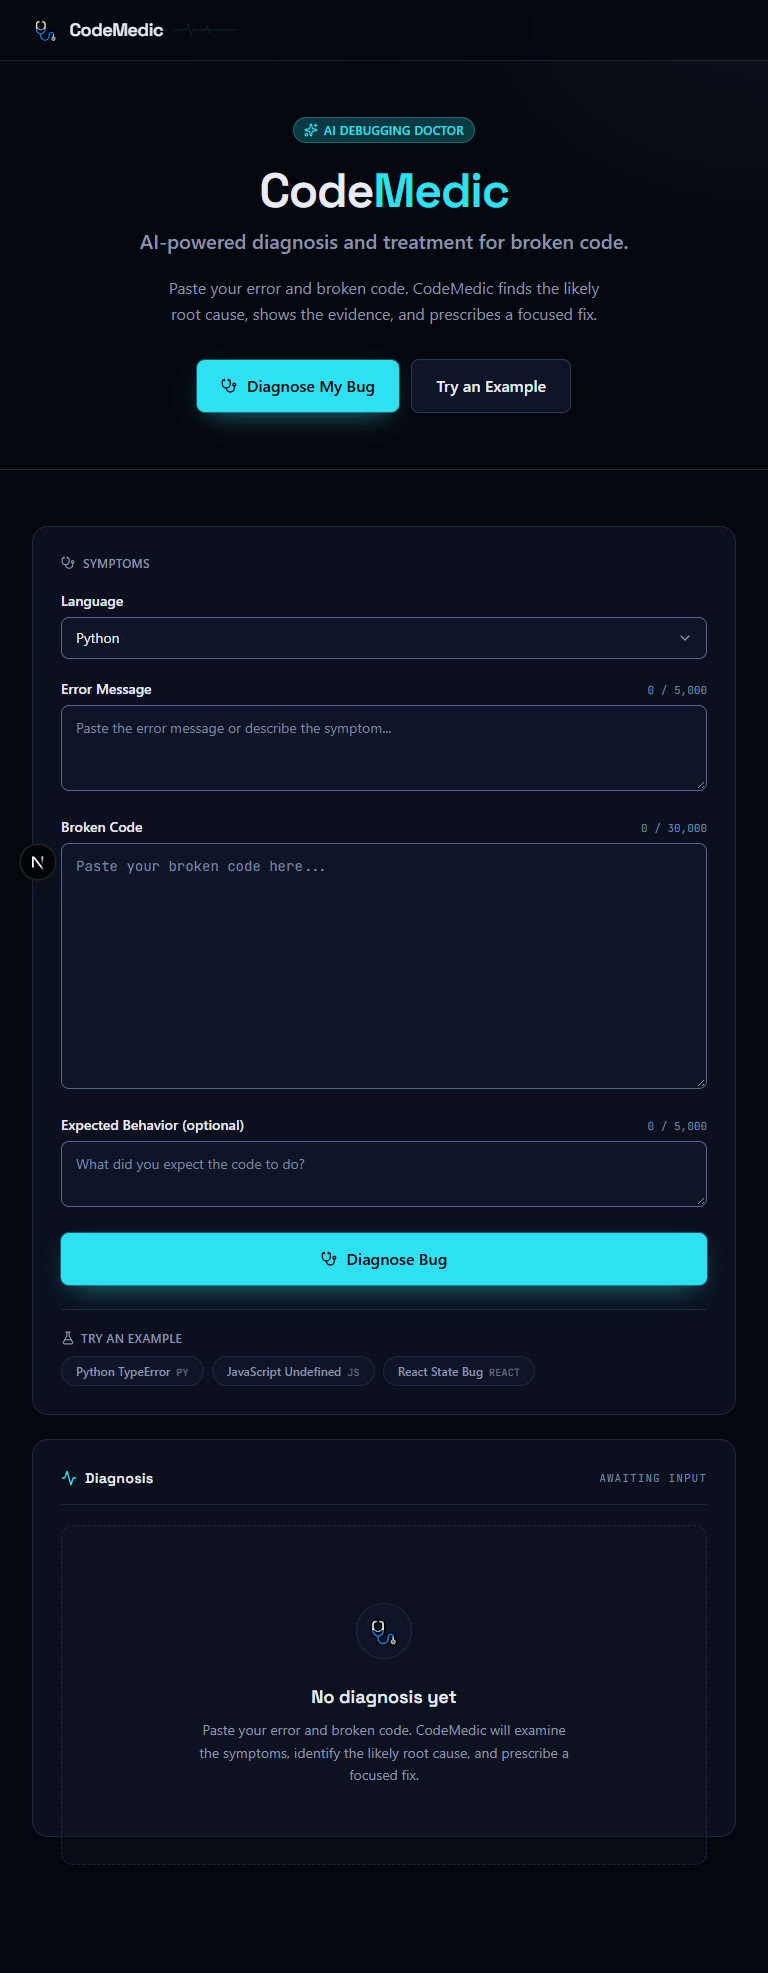 CodeMedic
AI DEBUGGING DOCTOR
CodeMedic
AI-powered diagnosis and treatment for broken code.
Paste your error and broken code. CodeMedic finds the likely
root cause, shows the evidence, and prescribes a focused fix.
Diagnose My Bug
Try an Example
SYMPTOMS
Language
Python
Error Message
0 / 5,000
Paste the error message or describe the symptom...
Broken Code
0 / 30,000
N
Paste your broken code here...
Expected Behavior (optional)
0 / 5,000
What did you expect the code to do?
Diagnose Bug
TRY AN EXAMPLE
Python TypeError PY
JavaScript Undefined JS
React State Bug REACT
Diagnosis
AWAITING INPUT
No diagnosis yet
Paste your error and broken code. CodeMedic will examine
the symptoms, identify the likely root cause, and prescribe a
focused fix.